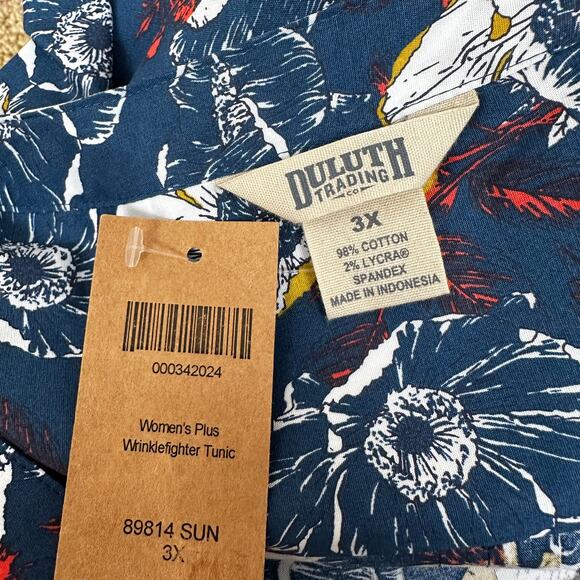 DULUTH
TRADING
CO
3X
98% COTTON
2% LYCRA®
SPANDEX
MADE IN INDONESIA
000342024
Women's Plus
Wrinklefighter Tunic
89814 SUN
3X